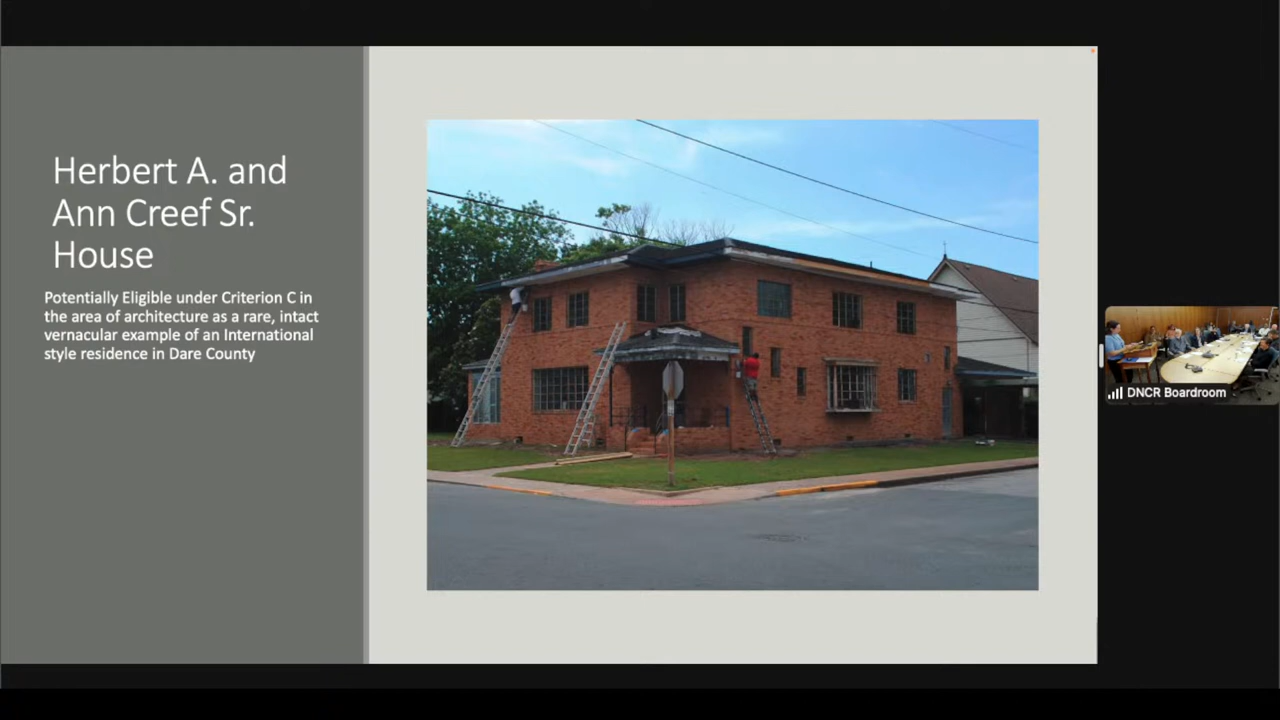 Herbert A. and
Ann Creef Sr.
House
Potentially Eligible under Criterion C in
the area of architecture as a rare, intact
vernacular example of an International
style residence in Dare County
DNCR Boardroom